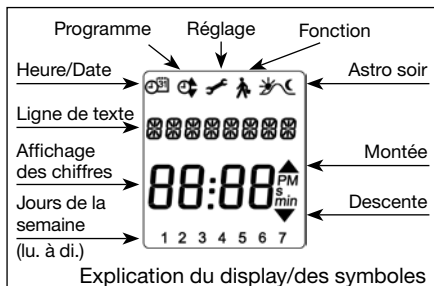 Programme Réglage Fonction
Heure/Date
31
Astro soir
Ligne de texte
Affichage
des chiffres
88:88
PM
s
min
Montée
Descente
Jours de la
semaine
(lu. à di.)
1 2 3 4 5 6 7
Explication du display/des symboles